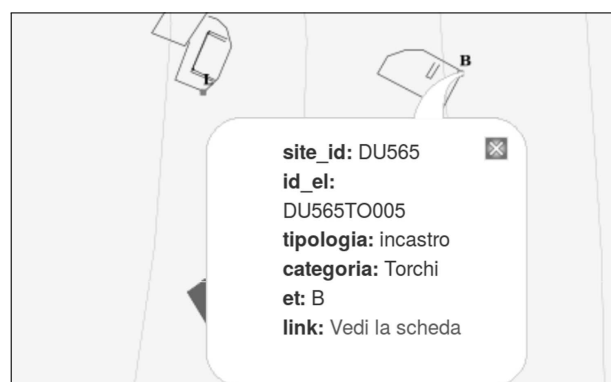 L
B
site_id: DU565
id_el:
DU565TO005
tipologia: incastro
categoria: Torchi
et: B
link: Vedi la scheda